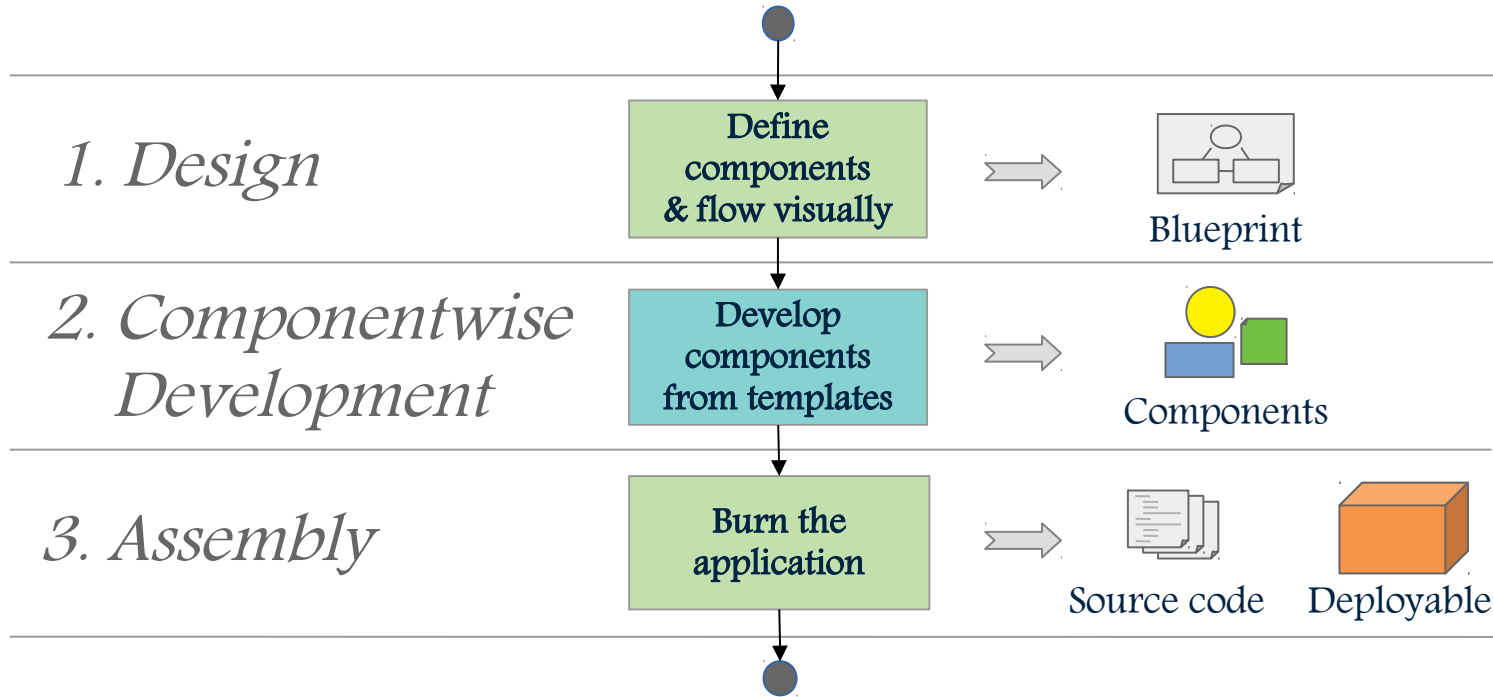 1. Design
Define
components
& flow visually
Blueprint
2. Componentwise
Development
Develop
components
from templates
Components
3. Assembly
Burn the
application
Source code
Deployable